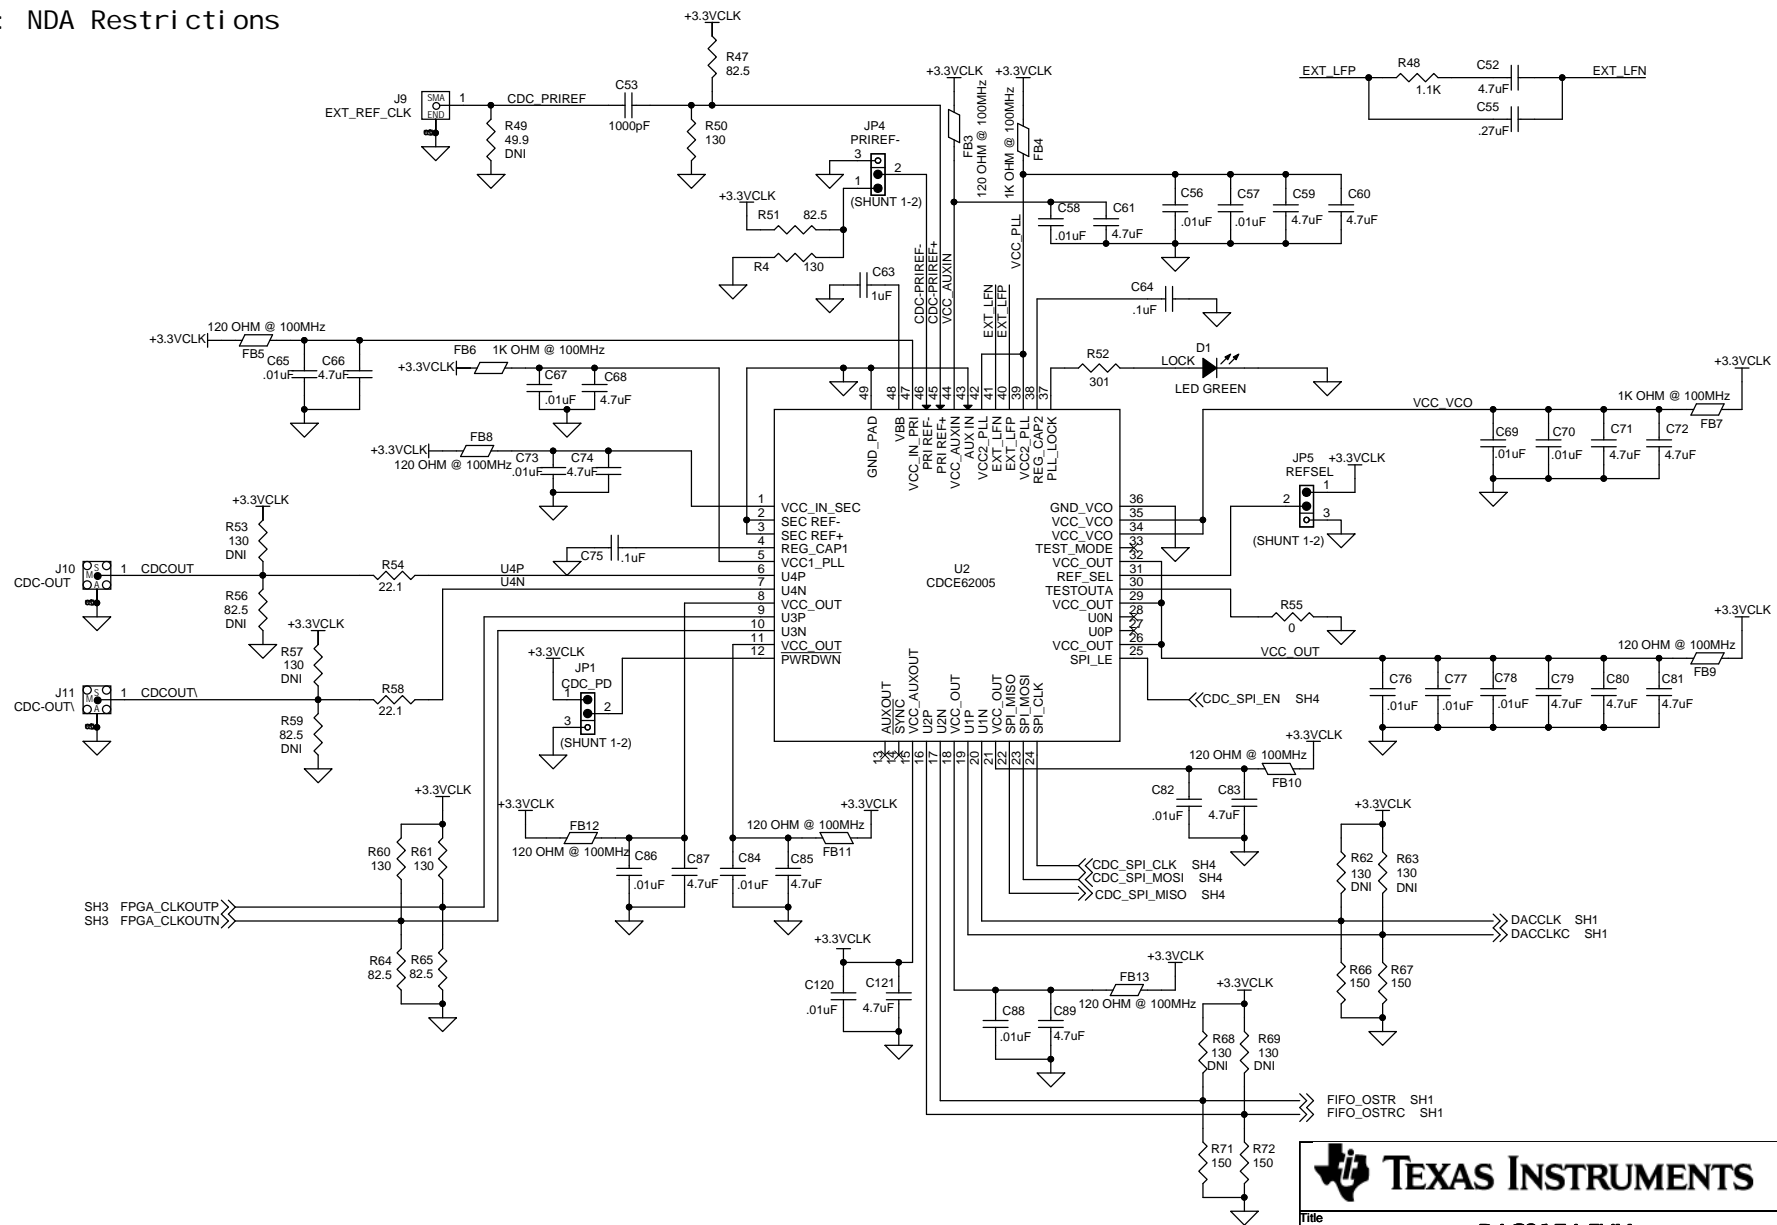 : NDA Restrictions
+3.3VCLK
R47
82.5
J9
EXT_REF_CLK
SMA
END
1
CDC_PRIREF
C53
1000pF
R49
49.9
DNI
R50
130
JP4
PRIREF-
3
2
1
(SHUNT 1-2)
+3.3VCLK
R51 82.5
R4 130
C63
1uF
+3.3VCLK +3.3VCLK
FB3
120 OHM @ 100MHz
1K OHM @ 100MHz
FB4
EXT_LFP
R48
1.1K
C52
4.7uF
EXT_LFN
C55
.27uF
C58
.01uF
C61
4.7uF
C56
.01uF
C57
.01uF
C59
4.7uF
C60
4.7uF
CDC-PRIREF-
CDC-PRIREF+
VCC_AUXIN
EXT_LFN
EXT_LFP
VCC_PLL
C64
.1uF
R52
301
LOCK
D1
LED GREEN
120 OHM @ 100MHz
+3.3VCLK
FB5
C65
.01uF
C66
4.7uF
FB6 1K OHM @ 100MHz
+3.3VCLK
C67
.01uF
C68
4.7uF
+3.3VCLK
FB8
120 OHM @ 100MHz
C73
.01uF
C74
4.7uF
C75
.1uF
49 48 47 46 45 44 43 42 41 40 39 38 37
GND_PAD
VBB
VCC_IN_PRI
PRI REF-
PRI REF+
VCC_AUXIN
AUX IN
VCC2_PLL
EXT_LFN
EXT_LFP
VCC2_PLL
REG_CAP2
PLL_LOCK
1 VCC_IN_SEC
2 SEC REF-
3 SEC REF+
4 REG_CAP1
5 VCC1_PLL
6 U4P
7 U4N
8 VCC_OUT
9 U3P
10 U3N
11 VCC_OUT
12 PWRDWN
U2
CDCE62005
GND_VCO 36
VCC_VCO 35
VCC_VCO 34
TEST_MODE 33
VCC_OUT 32
REF_SEL 31
TESTOUTA 30
VCC_OUT 29
U0N 28
U0P 27
VCC_OUT 26
SPI_LE 25
AUXOUT
SYNC
VCC_AUXOUT
U2P
U2N
VCC_OUT
U1P
U1N
VCC_OUT
SPI_MISO
SPI_MOSI
SPI_CLK
13 14 15 16 17 18 19 20 21 22 23 24
VCC_VCO
1K OHM @ 100MHz
FB7
+3.3VCLK
C69
.01uF
C70
.01uF
C71
4.7uF
C72
4.7uF
JP5
REFSEL
+3.3VCLK
1
2
3
(SHUNT 1-2)
R55
0
VCC_OUT
120 OHM @ 100MHz
FB9
+3.3VCLK
C76
.01uF
C77
.01uF
C78
.01uF
C79
4.7uF
C80
4.7uF
C81
4.7uF
CDC_SPI_EN SH4
+3.3VCLK
R53
130
DNI
J10
CDC-OUT
1 CDCOUT
R54
22.1
U4P
U4N
R56
82.5
DNI
+3.3VCLK
R57
130
DNI
J11
CDC-OUT\
1 CDCOUT\
R58
22.1
R59
82.5
DNI
+3.3VCLK
JP1
CDC_PD
1
2
3
(SHUNT 1-2)
+3.3VCLK
R60
130
R61
130
SH3 FPGA_CLKOUTP
SH3 FPGA_CLKOUTN
R64
82.5
R65
82.5
+3.3VCLK
FB12
120 OHM @ 100MHz
C86
.01uF
C87
4.7uF
C84
.01uF
C85
4.7uF
+3.3VCLK
120 OHM @ 100MHz
FB11
+3.3VCLK
120 OHM @ 100MHz
FB10
C82
.01uF
C83
4.7uF
CDC_SPI_CLK SH4
CDC_SPI_MOSI SH4
CDC_SPI_MISO SH4
+3.3VCLK
R62
130
DNI
R63
130
DNI
DACCLK SH1
DACCLKC SH1
R66
150
R67
150
+3.3VCLK
C120
.01uF
C121
4.7uF
+3.3VCLK
FB13
120 OHM @ 100MHz
C88
.01uF
C89
4.7uF
+3.3VCLK
R68
130
DNI
R69
130
DNI
FIFO_OSTR SH1
FIFO_OSTRC SH1
R71
150
R72
150
TEXAS INSTRUMENTS
Title